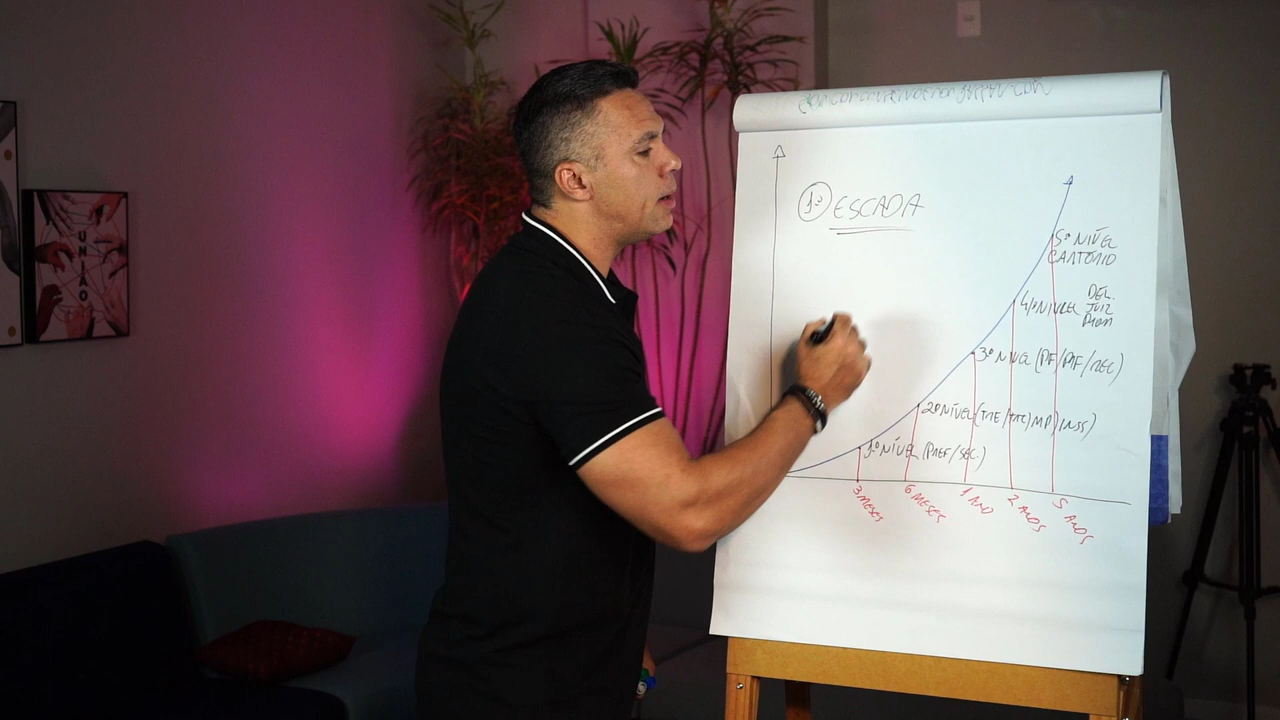 UNIÃO
1º ESCADA
5º NÍVEL
CARTÓRIO
4º NÍVEL
DEL.
JUIZ
PROM
3º NÍVEL (PF/PRF/REC)
2º NÍVEL (TRE/TRT/MP/INSS)
1º NÍVEL (PREF/SEC.)
3 MESES
6 MESES
1 ANO
2 ANOS
5 ANOS